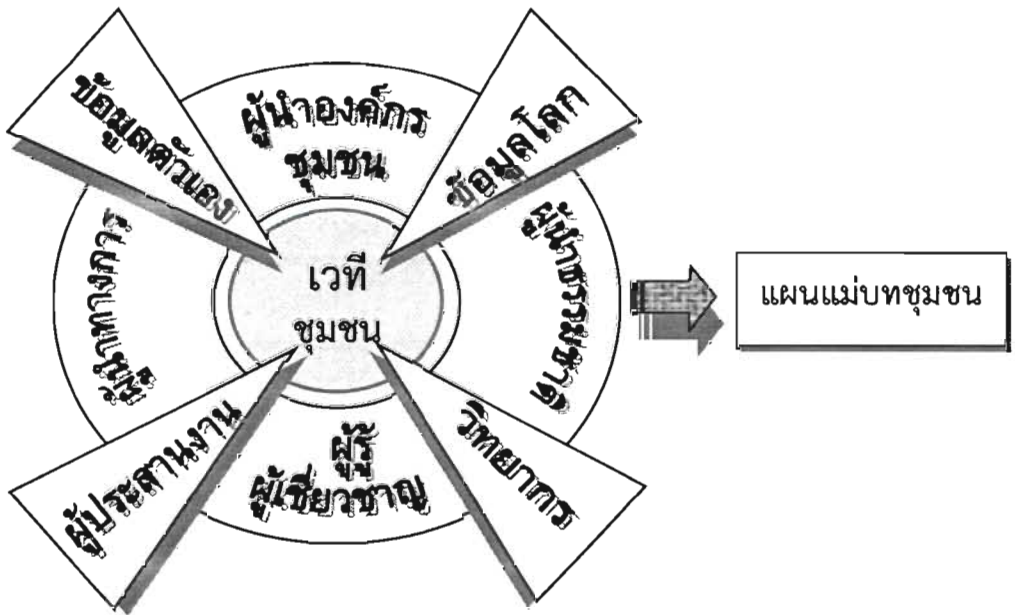 ข้อมูลตัวเอง
ผู้นำองค์กร
ชุมชน
ข้อมูลโลก
ผู้นำทางการ
เวที
ชุมชน
ผู้นำธรรมชาติ
แผนแม่บทชุมชน
ผู้ประสานงาน
ผู้รู้
ผู้เชี่ยวชาญ
วิทยากร